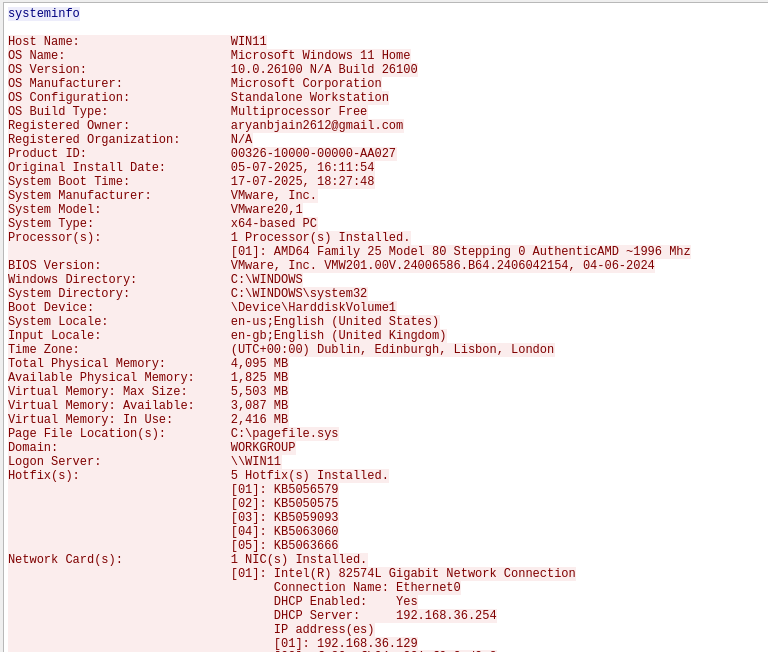 systeminfo
Host Name: WIN11
OS Name: Microsoft Windows 11 Home
OS Version: 10.0.26100 N/A Build 26100
OS Manufacturer: Microsoft Corporation
OS Configuration: Standalone Workstation
OS Build Type: Multiprocessor Free
Registered Owner: aryanbjain2612@gmail.com
Registered Organization: N/A
Product ID: 00326-10000-00000-AA027
Original Install Date: 05-07-2025, 16:11:54
System Boot Time: 17-07-2025, 18:27:48
System Manufacturer: VMware, Inc.
System Model: VMware20,1
System Type: x64-based PC
Processor(s): 1 Processor(s) Installed.
[01]: AMD64 Family 25 Model 80 Stepping 0 AuthenticAMD ~1996 Mhz
BIOS Version: VMware, Inc. VMW201.00V.24006586.B64.2406042154, 04-06-2024
Windows Directory: C:\WINDOWS
System Directory: C:\WINDOWS\system32
Boot Device: \Device\HarddiskVolume1
System Locale: en-us;English (United States)
Input Locale: en-gb;English (United Kingdom)
Time Zone: (UTC+00:00) Dublin, Edinburgh, Lisbon, London
Total Physical Memory: 4,095 MB
Available Physical Memory: 1,825 MB
Virtual Memory: Max Size: 5,503 MB
Virtual Memory: Available: 3,087 MB
Virtual Memory: In Use: 2,416 MB
Page File Location(s): C:\pagefile.sys
Domain: WORKGROUP
Logon Server: \\WIN11
Hotfix(s): 5 Hotfix(s) Installed.
[01]: KB5056579
[02]: KB5050575
[03]: KB5059093
[04]: KB5063060
[05]: KB5063666
Network Card(s): 1 NIC(s) Installed.
[01]: Intel(R) 82574L Gigabit Network Connection
Connection Name: Ethernet0
DHCP Enabled: Yes
DHCP Server: 192.168.36.254
IP address(es)
[01]: 192.168.36.129